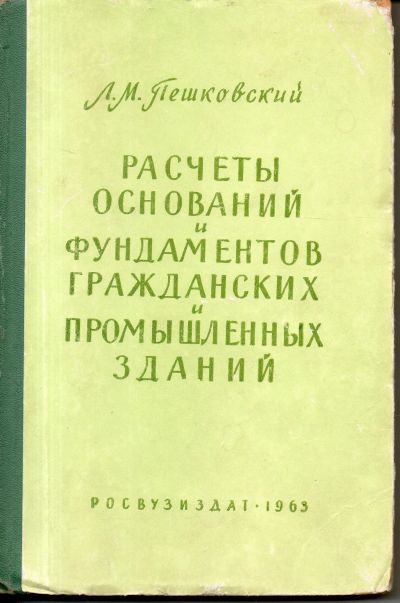 Л.М. Пешковский
РАСЧЕТЫ
ОСНОВАНИЙ
и
ФУНДАМЕНТОВ
ГРАЖДАНСКИХ
и
ПРОМЫШЛЕННЫХ
ЗДАНИЙ
РОСВУЗИЗДАТ · 1963